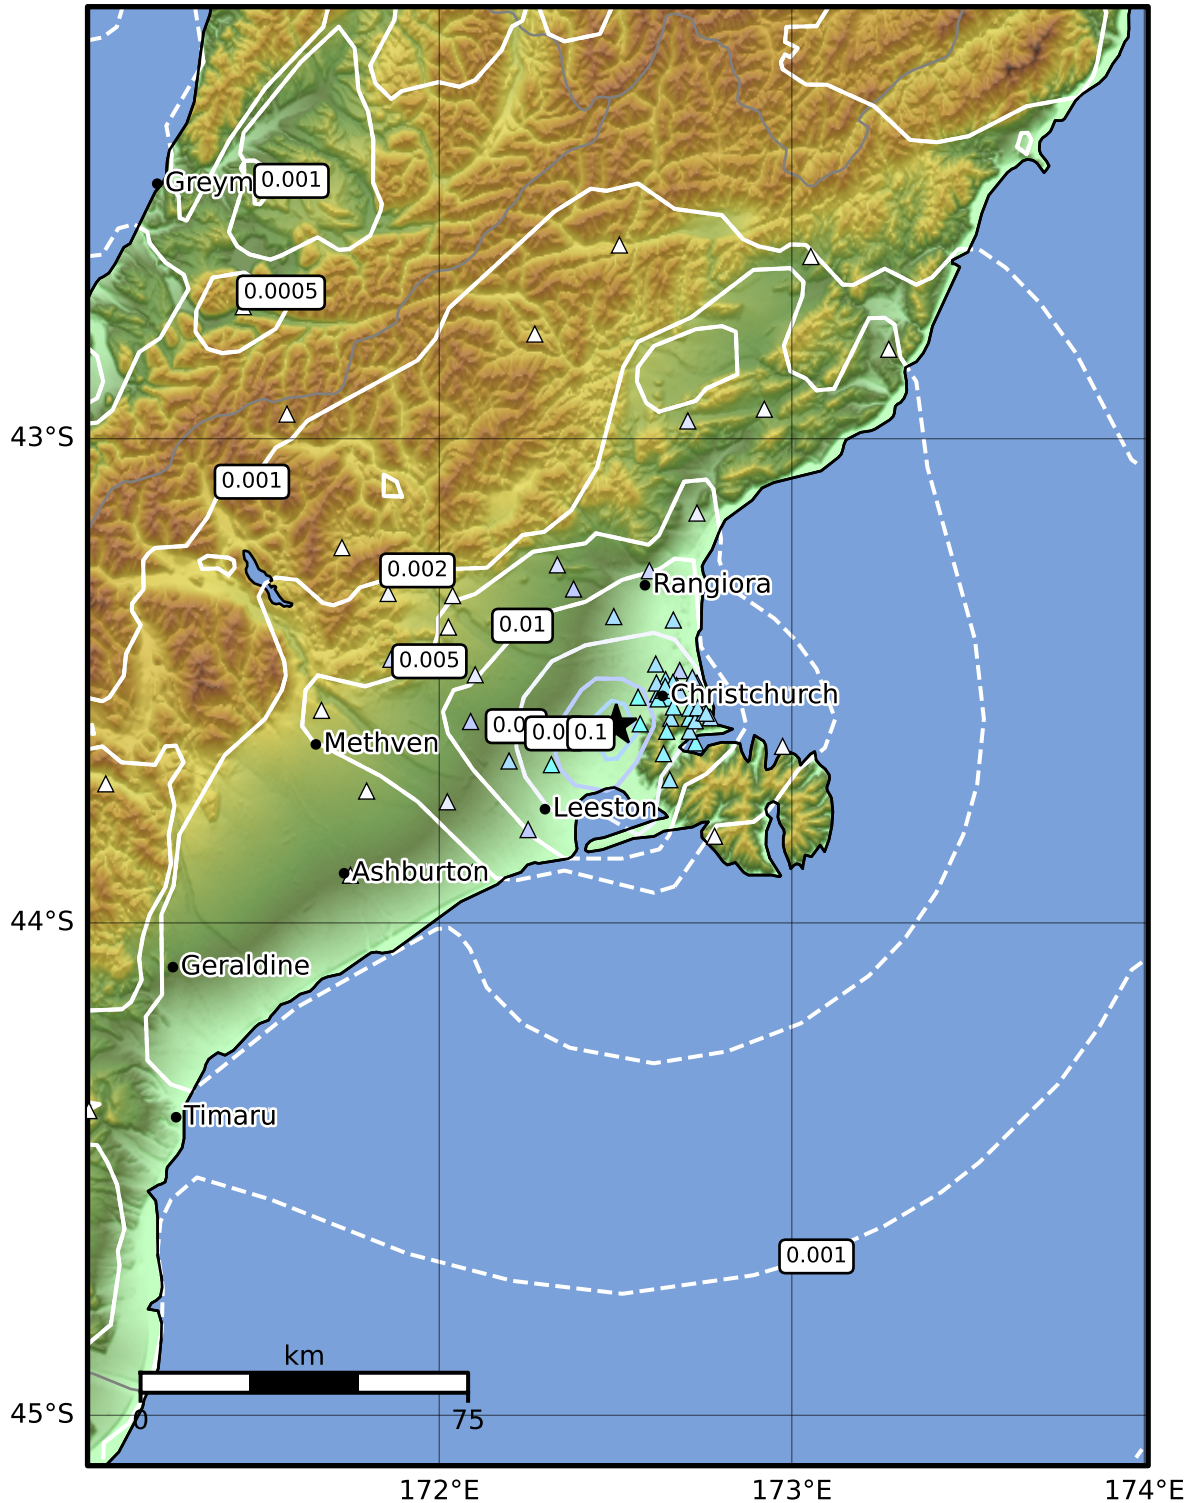 Greym
0.001
0.0005
43°S
0.001
0.002
Rangiora
0.01
0.005
Christchurch
0.1
Methven
Leeston
Ashburton
44°S
Geraldine
Timaru
0.001
km
0
75
45°S
172°E
173°E
174°E